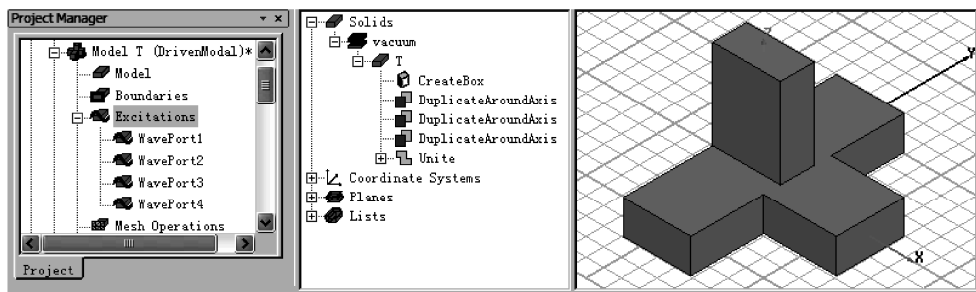 Project Manager
Model T (DrivenModal)*
Model
Boundaries
Excitations
WavePort1
WavePort2
WavePort3
WavePort4
Mesh Operations
Project
Solids
vacuum
T
CreateBox
DuplicateAroundAxis
DuplicateAroundAxis
DuplicateAroundAxis
Unite
Coordinate Systems
Planes
Lists
Z
Y
X